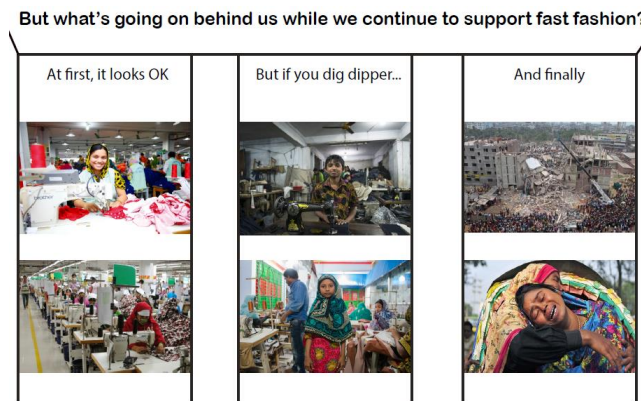 But what's going on behind us while we continue to support fast fashion?
At first, it looks OK
But if you dig dipper...
And finally